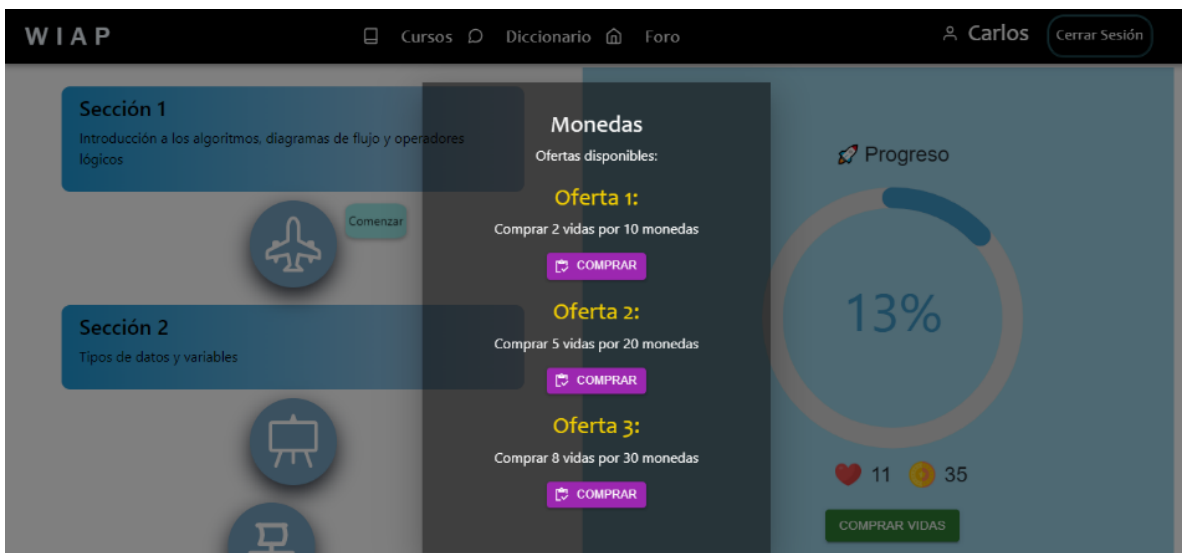 WIAP
Cursos
Diccionario
Foro
Carlos
Cerrar Sesión
Sección 1
Introducción a los algoritmos, diagramas de flujo y operadores
lógicos
Comenzar
Sección 2
Tipos de datos y variables
Monedas
Ofertas disponibles:
Oferta 1:
Comprar 2 vidas por 10 monedas
COMPRAR
Oferta 2:
Comprar 5 vidas por 20 monedas
COMPRAR
Oferta 3:
Comprar 8 vidas por 30 monedas
COMPRAR
Progreso
13%
11
35
COMPRAR VIDAS